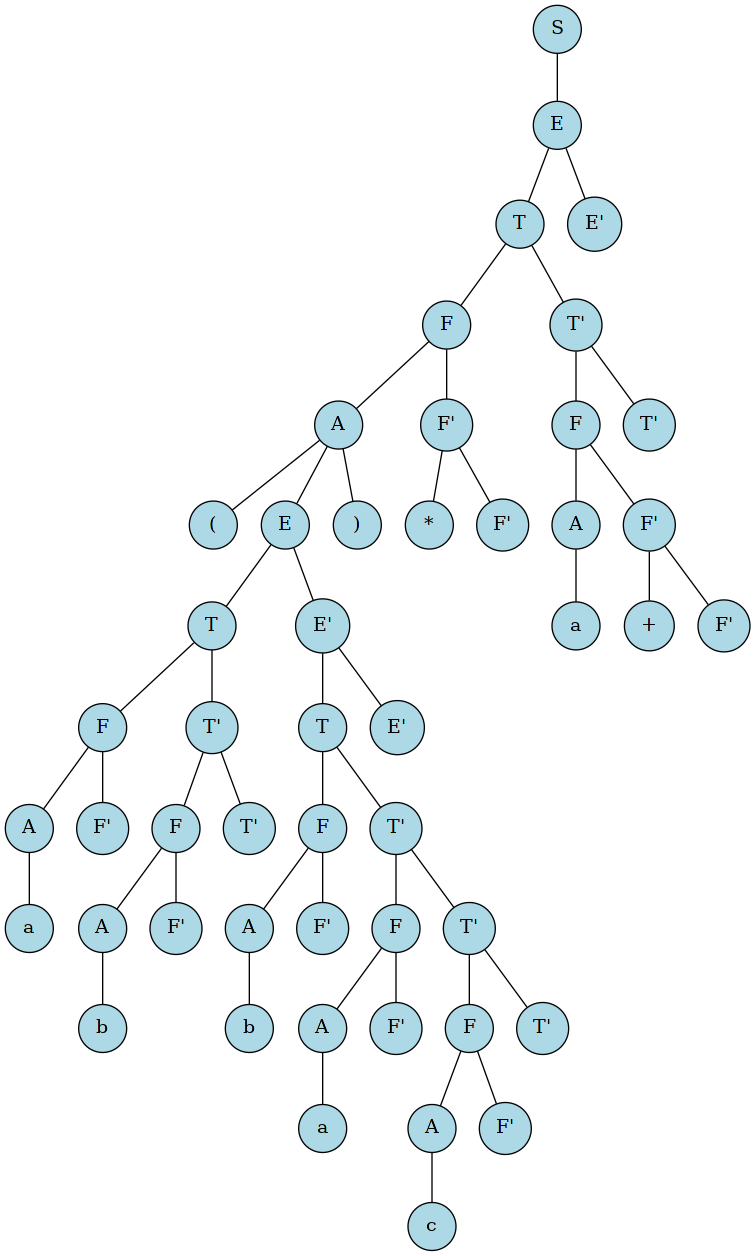 S
E
T E'
F T'
A F' F T'
( E ) * F' A F'
T E' a + F'
F T' T E'
A F' F T' F T'
a A F' A F' F T'
b b A F' F T'
a A F'
c